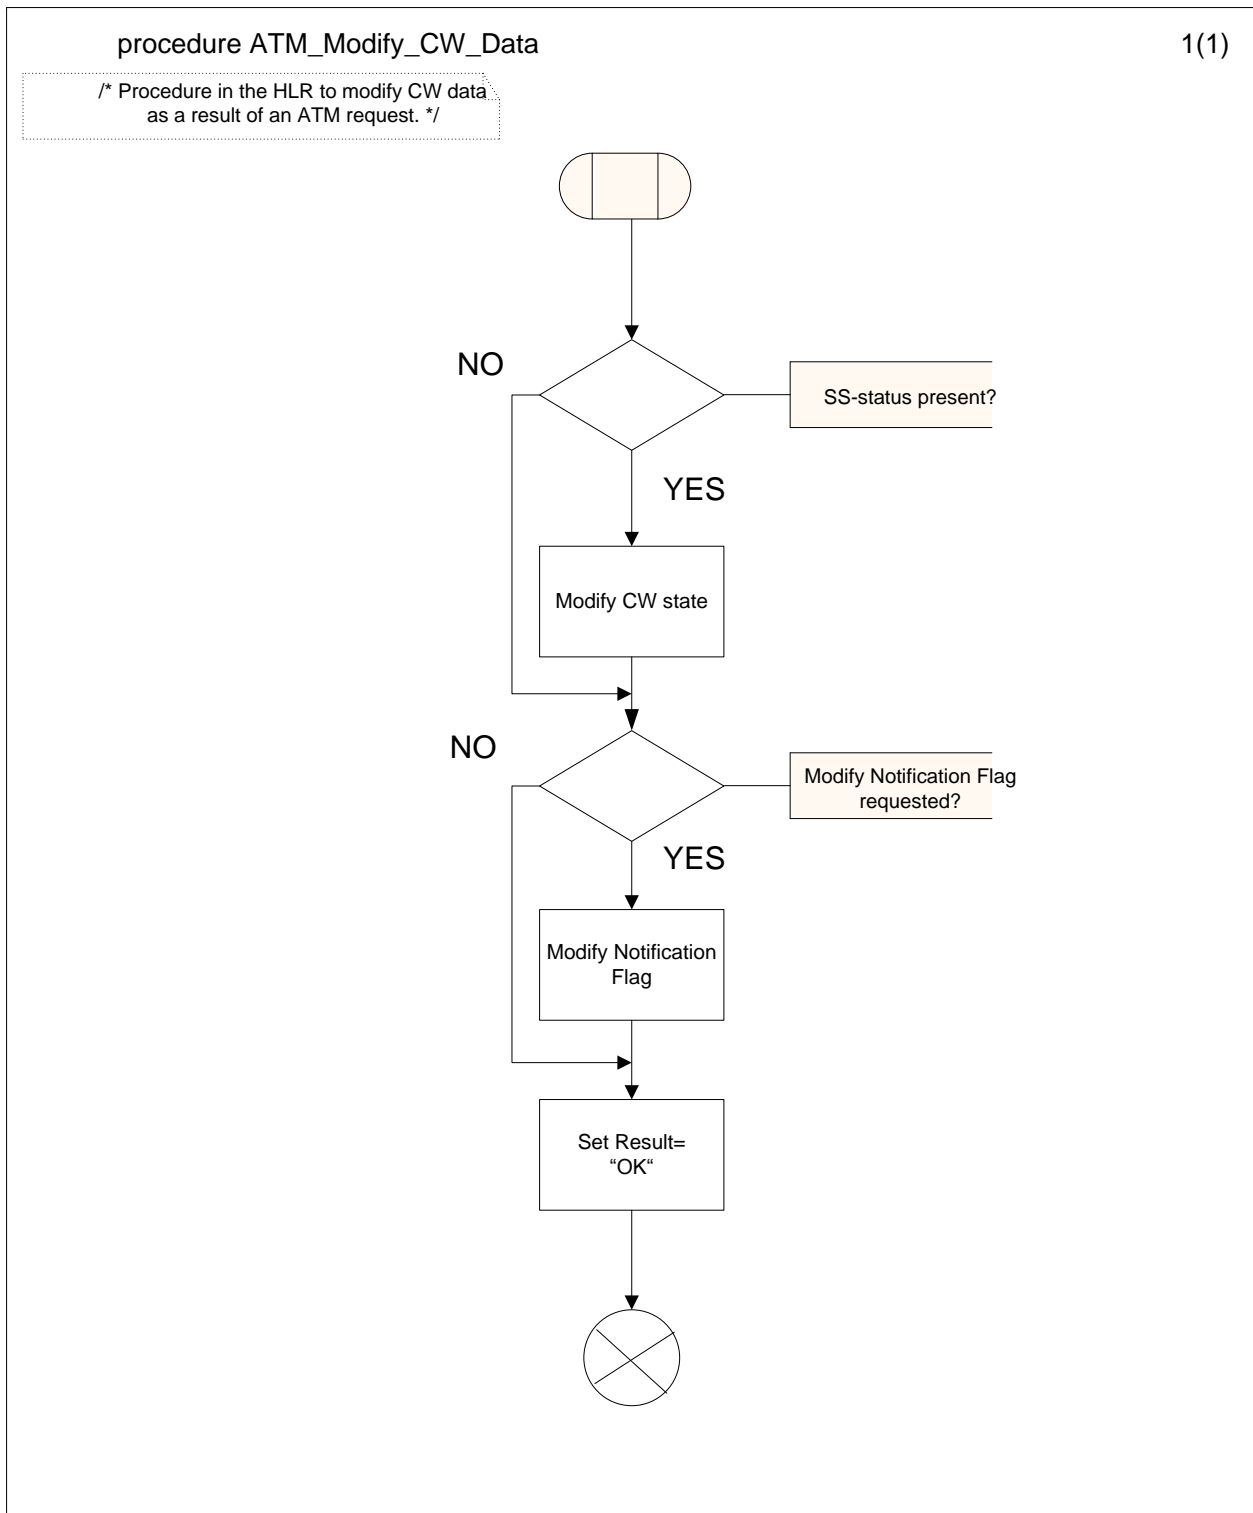 procedure ATM_Modify_CW_Data
1(1)
/* Procedure in the HLR to modify CW data
as a result of an ATM request. */
NO
SS-status present?
YES
Modify CW state
NO
Modify Notification Flag
requested?
YES
Modify Notification
Flag
Set Result=
“OK“